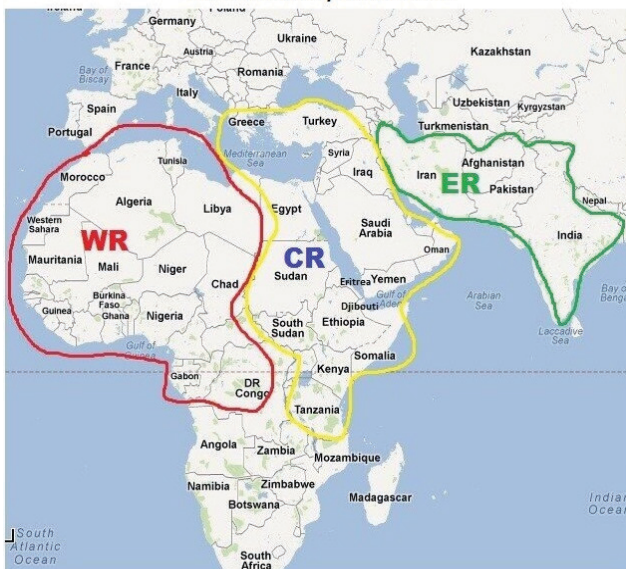 Germany
Ukraine
Austria
Kazakhstan
France
Bay of
Biscay
Romania
Italy
Uzbekistan
Kyrgyzstan
Spain
Portugal
Greece
Turkey
Turkmenistan
Tunisia
Mediterranean
Sea
Syria
Iraq
Iran
Afghanistan
ER
Pakistan
Morocco
Algeria
Libya
Egypt
Nepal
Western
Sahara
WR
Saudi
Arabia
India
Oman
Mauritania
Mali
Niger
Chad
CR
Sudan
Eritrea
Yemen
Arabian
Sea
Bay of
Beng
Burkina
Faso
Guinea
Ghana
Nigeria
Djibouti
Gulf of
Aden
South
Sudan
Ethiopia
Laccadive
Sea
Gulf of
Somalia
Gabon
DR
Congo
Kenya
Tanzania
Angola
Zambia
Mozambique
Namibia
Zimbabwe
Botswana
Madagascar
Indian
Ocean
South
Atlantic
Ocean
South
Africa